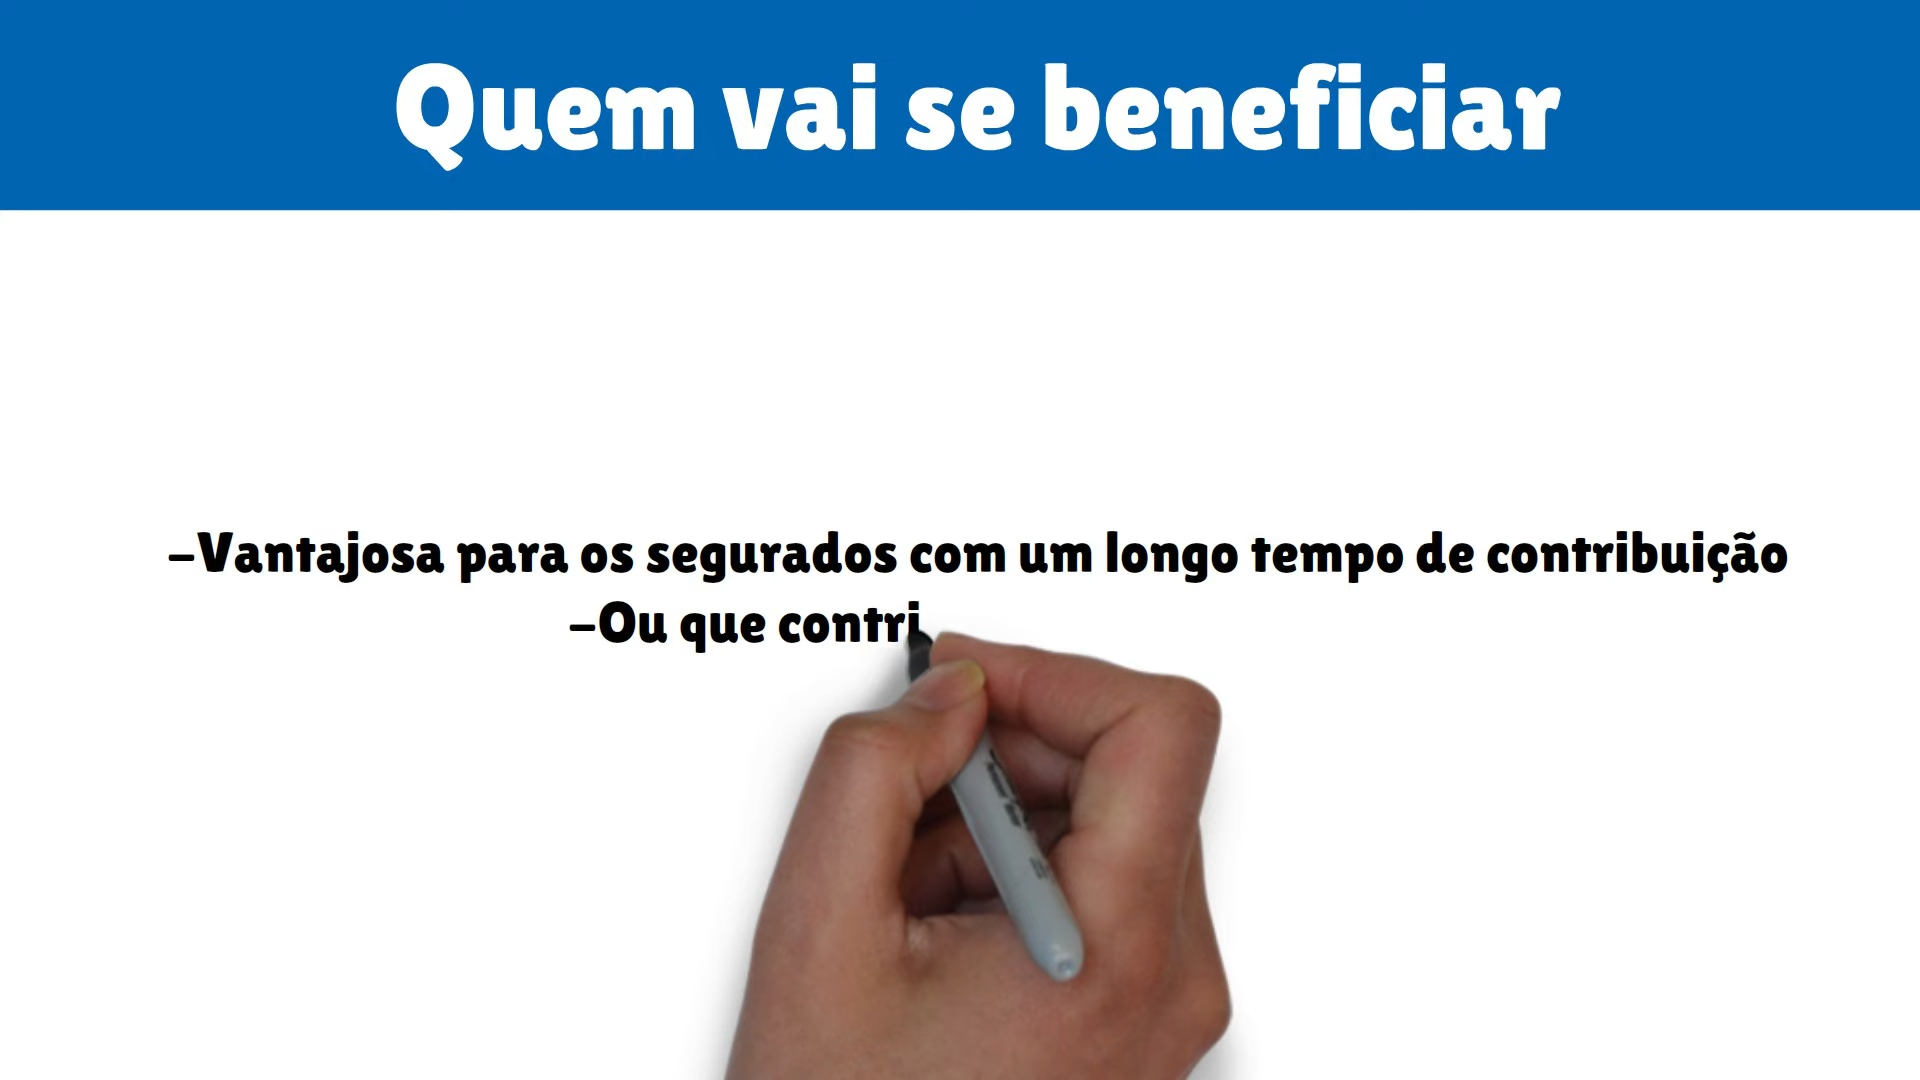 Quem vai se beneficiar
-Vantajosa para os segurados com um longo tempo de contribuição
-Ou que contri